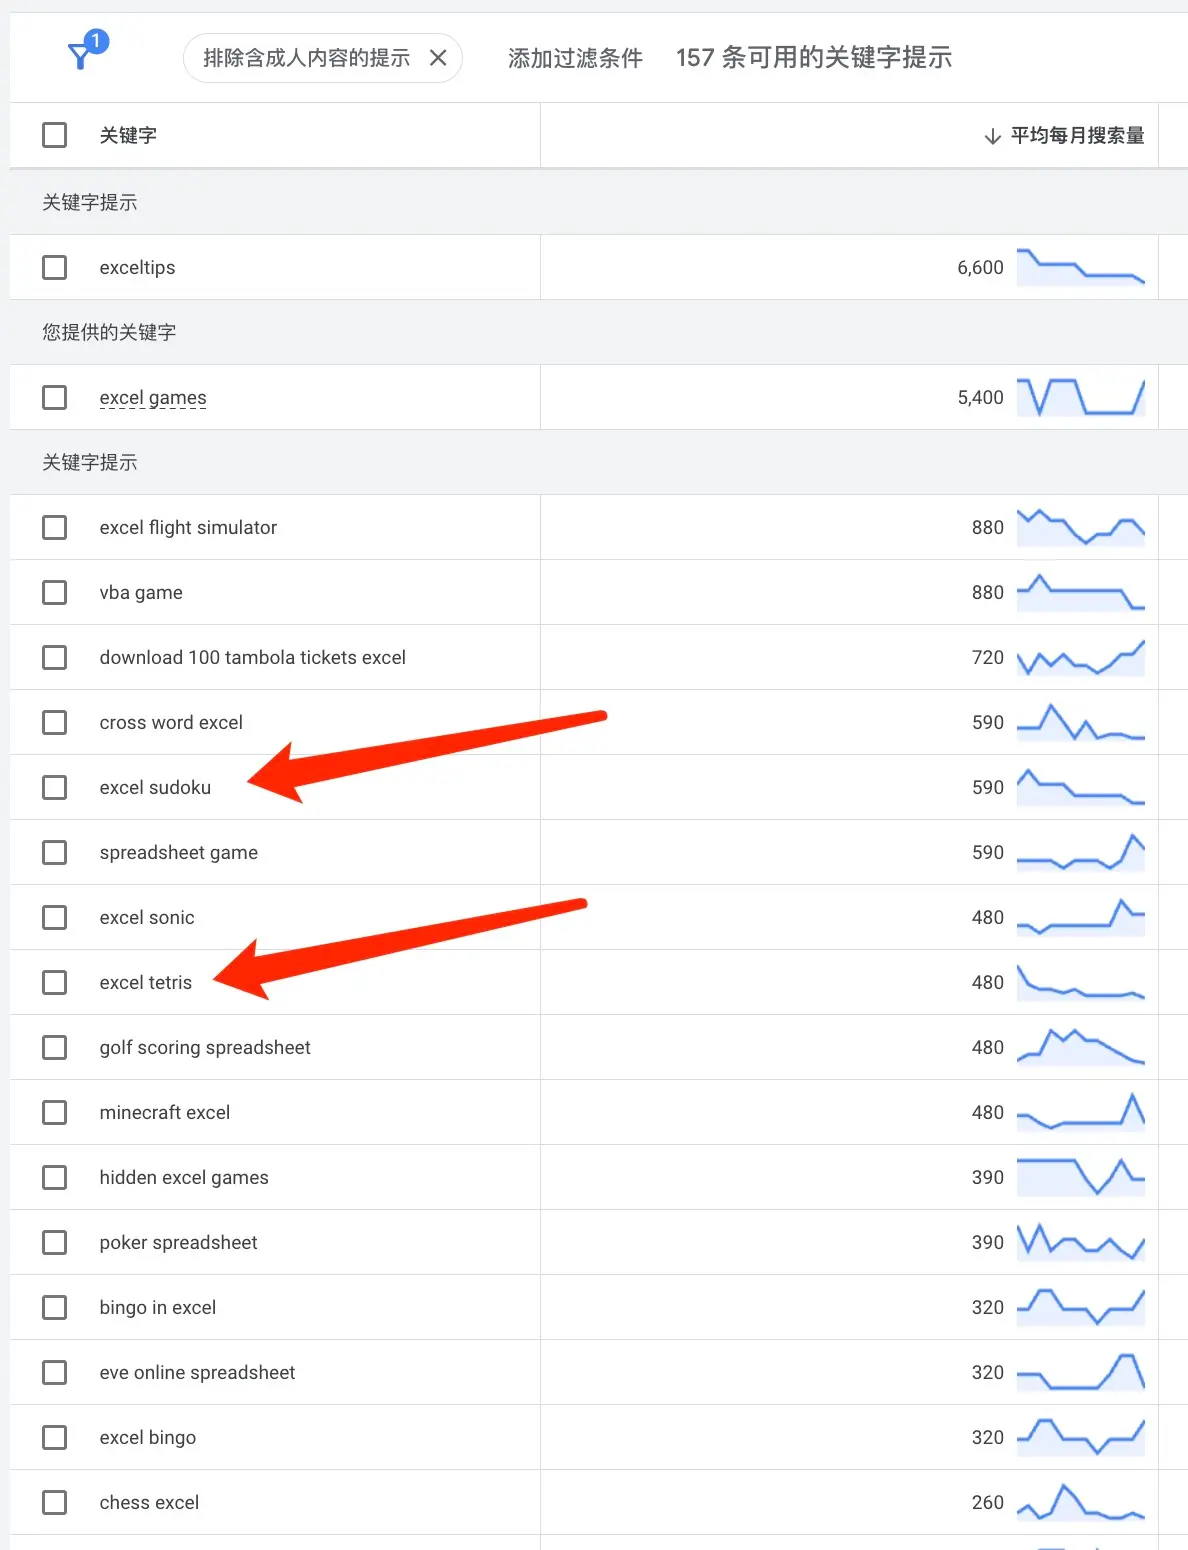 1
排除含成人内容的提示
添加过滤条件
157 条可用的关键字提示
关键字
平均每月搜索量
关键字提示
exceltips 6,600
您提供的关键字
excel games 5,400
关键字提示
excel flight simulator 880
vba game 880
download 100 tambola tickets excel 720
cross word excel 590
excel sudoku 590
spreadsheet game 590
excel sonic 480
excel tetris 480
golf scoring spreadsheet 480
minecraft excel 480
hidden excel games 390
poker spreadsheet 390
bingo in excel 320
eve online spreadsheet 320
excel bingo 320
chess excel 260